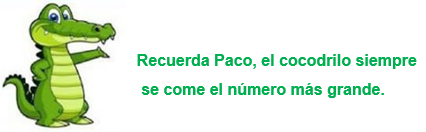 Recuerda Paco, el cocodrilo siempre
se come el número más grande.